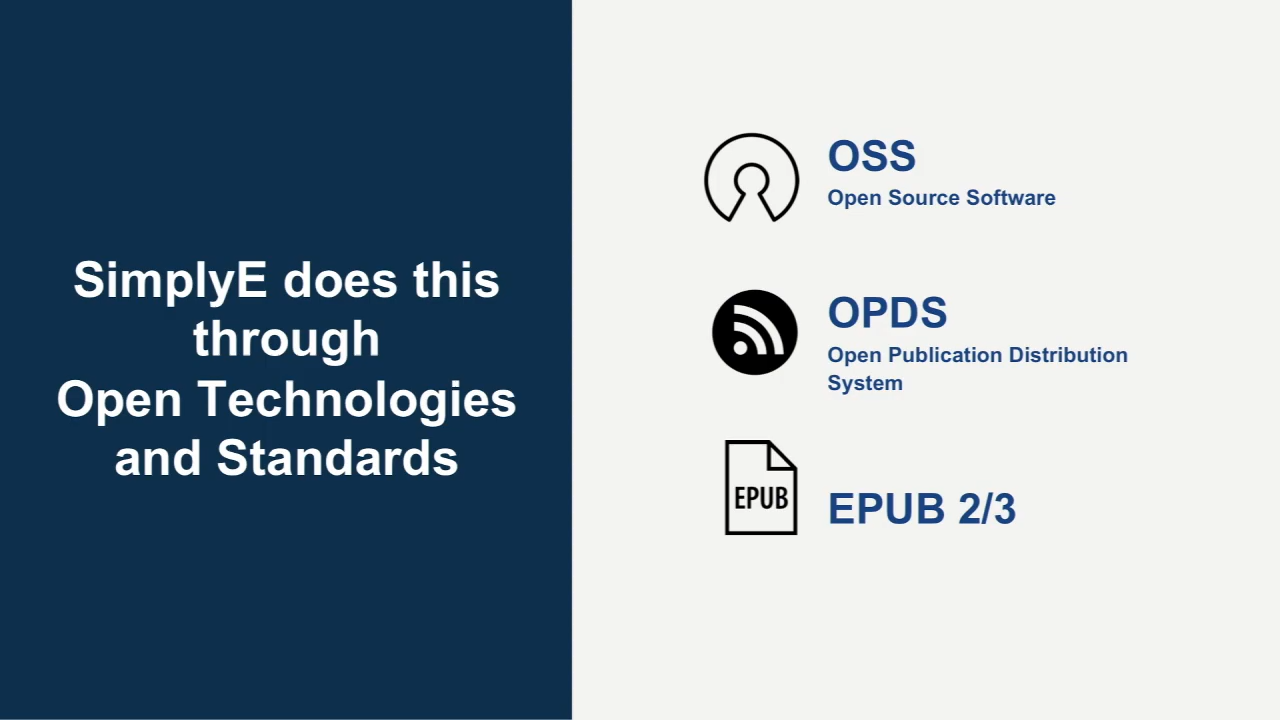 SimplyE does this
through
Open Technologies
and Standards
OSS
Open Source Software
OPDS
Open Publication Distribution
System
EPUB
EPUB 2/3